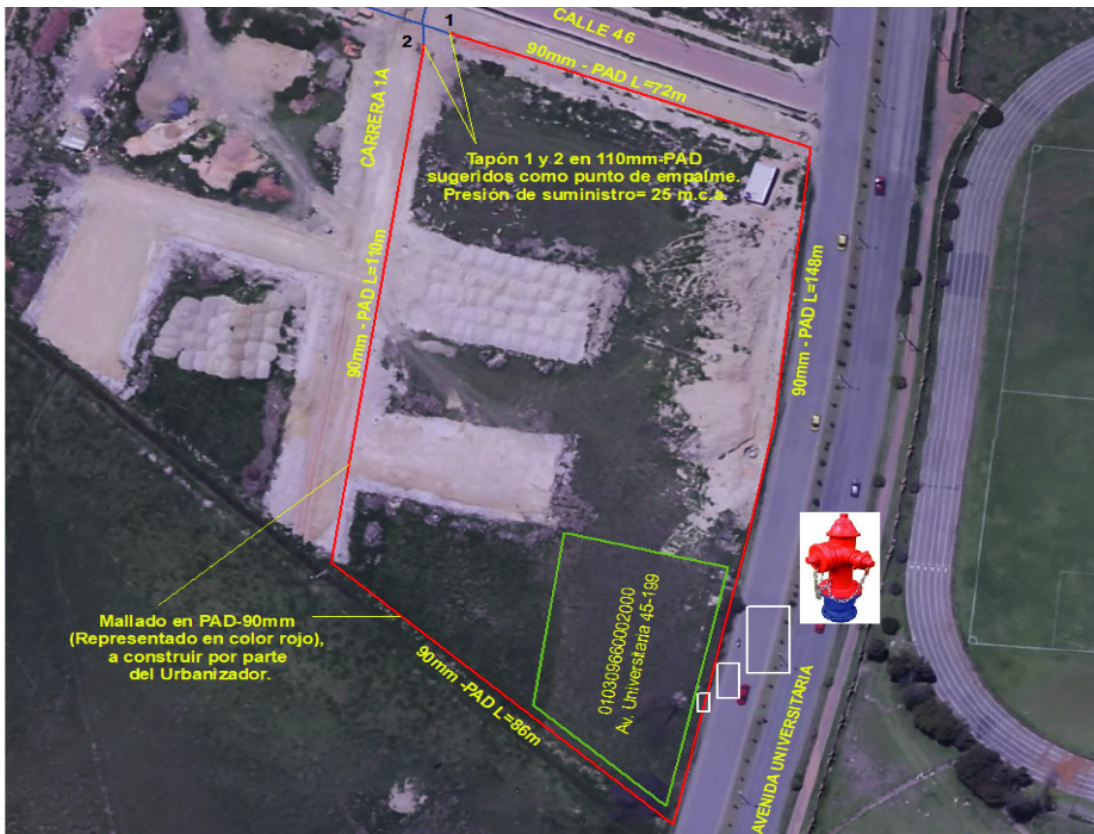 1
CALLE 46
2
90mm - PAD L=72m
CARRERA 1A
Tapón 1 y 2 en 110mm-PAD
sugeridos como punto de empalme.
Presión de suministro= 25 m.c.a.
90mm - PAD L=110m
90mm - PAD L=148m
Mallado en PAD-90mm
(Representado en color rojo),
a construir por parte
del Urbanizador.
010309660002000
Av. Universitaria 45-199
90mm -PAD L=86m
AVENIDA UNIVERSITARIA